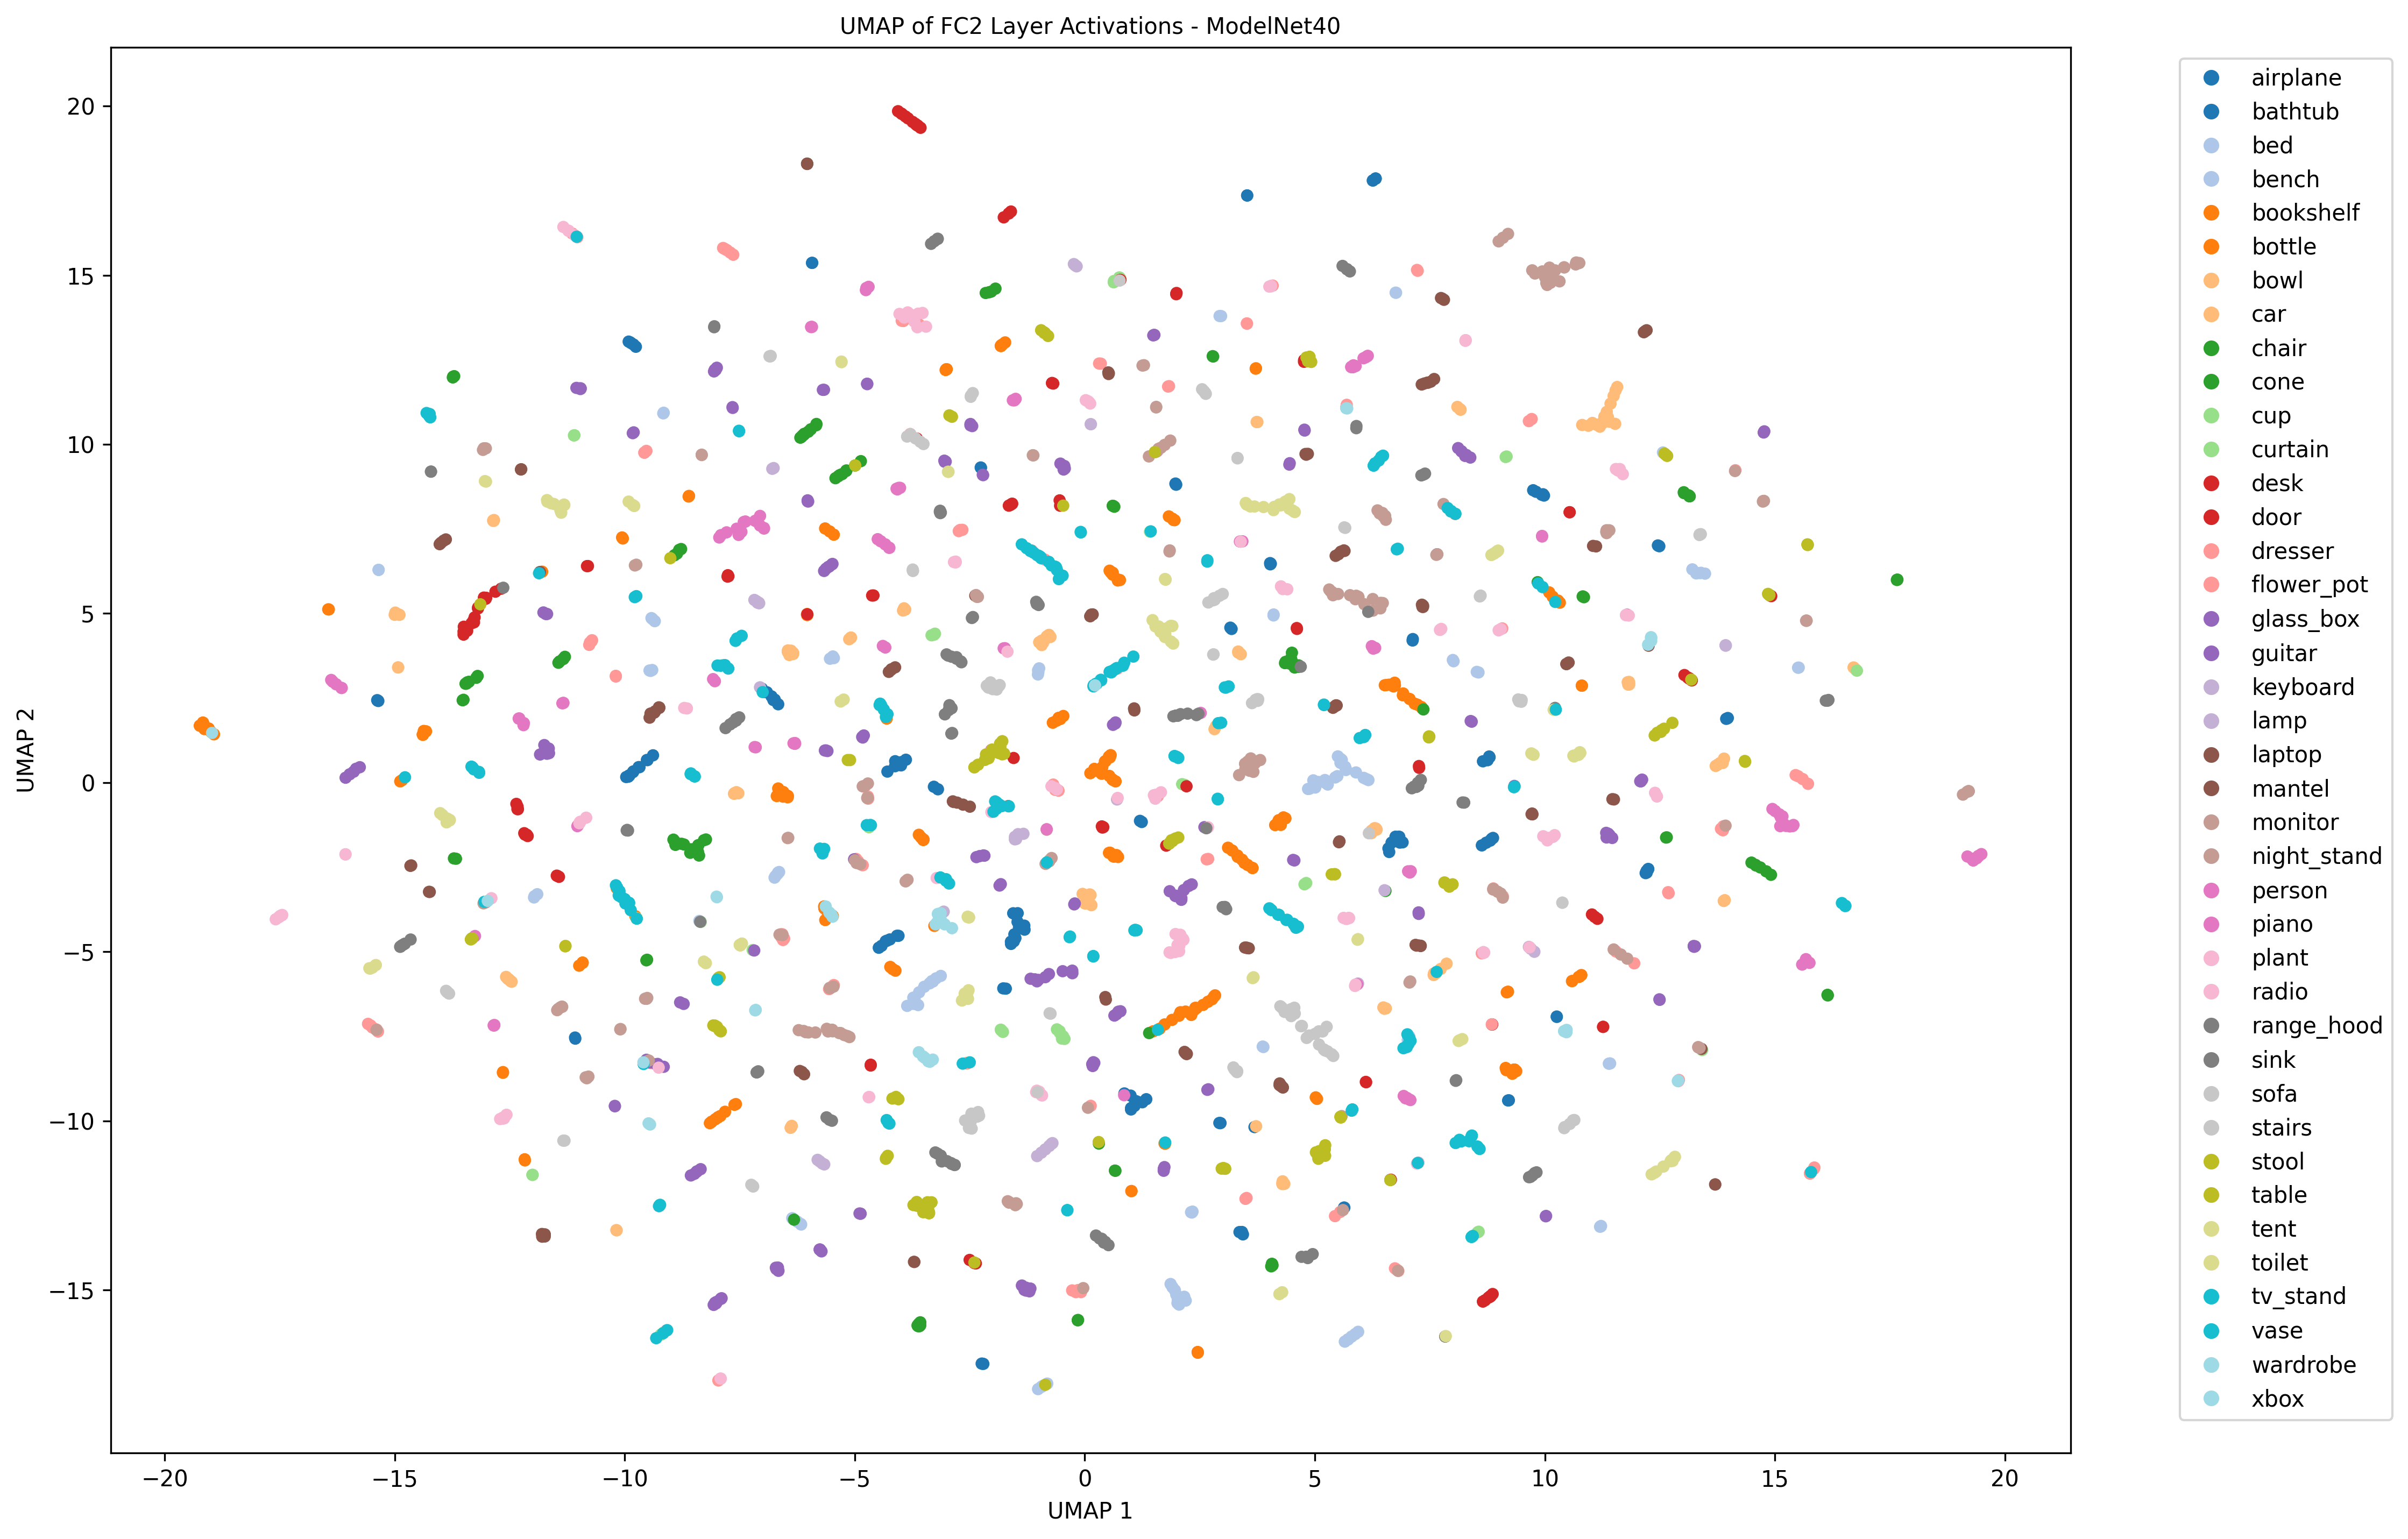 UMAP of FC2 Layer Activations - ModelNet40
20
15
10
5
0
−5
−10
−15
UMAP 2
−20
−15
−10
−5
0
5
10
15
20
UMAP 1
airplane
bathtub
bed
bench
bookshelf
bottle
bowl
car
chair
cone
cup
curtain
desk
door
dresser
flower_pot
glass_box
guitar
keyboard
lamp
laptop
mantel
monitor
night_stand
person
piano
plant
radio
range_hood
sink
sofa
stairs
stool
table
tent
toilet
tv_stand
vase
wardrobe
xbox